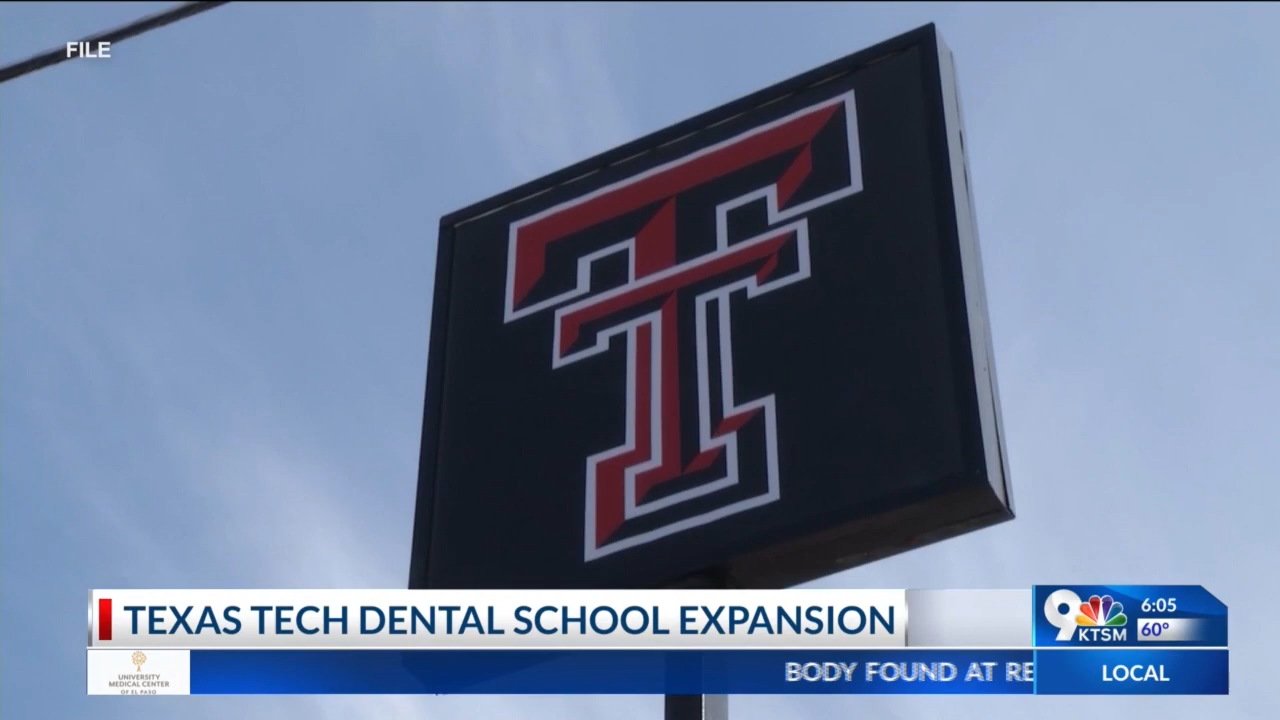 FILE
TEXAS TECH DENTAL SCHOOL EXPANSION
9
KTSM
6:05
60°
UNIVERSITY
MEDICAL CENTER
OF EL PASO
BODY FOUND AT RE
LOCAL